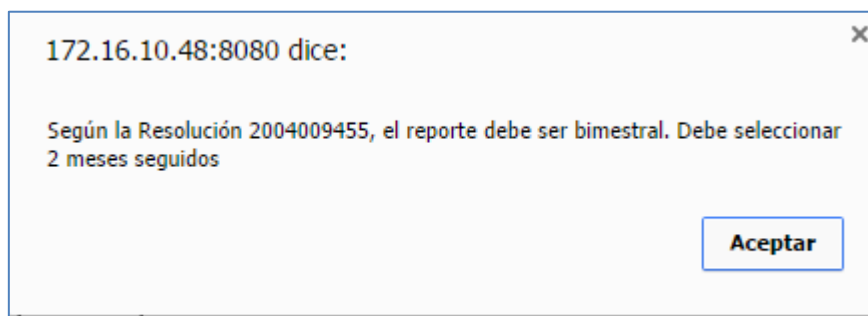 172.16.10.48:8080 dice:
Según la Resolución 2004009455, el reporte debe ser bimestral. Debe seleccionar
2 meses seguidos
Aceptar